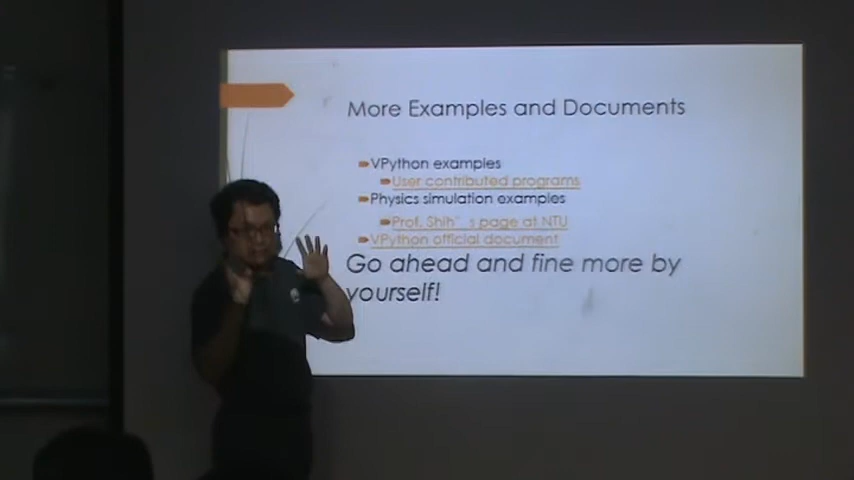 More Examples and Documents
VPython examples
User contributed programs
Physics simulation examples
Prof. Shih’s page at NTU
VPython official document
Go ahead and fine more by
yourself!